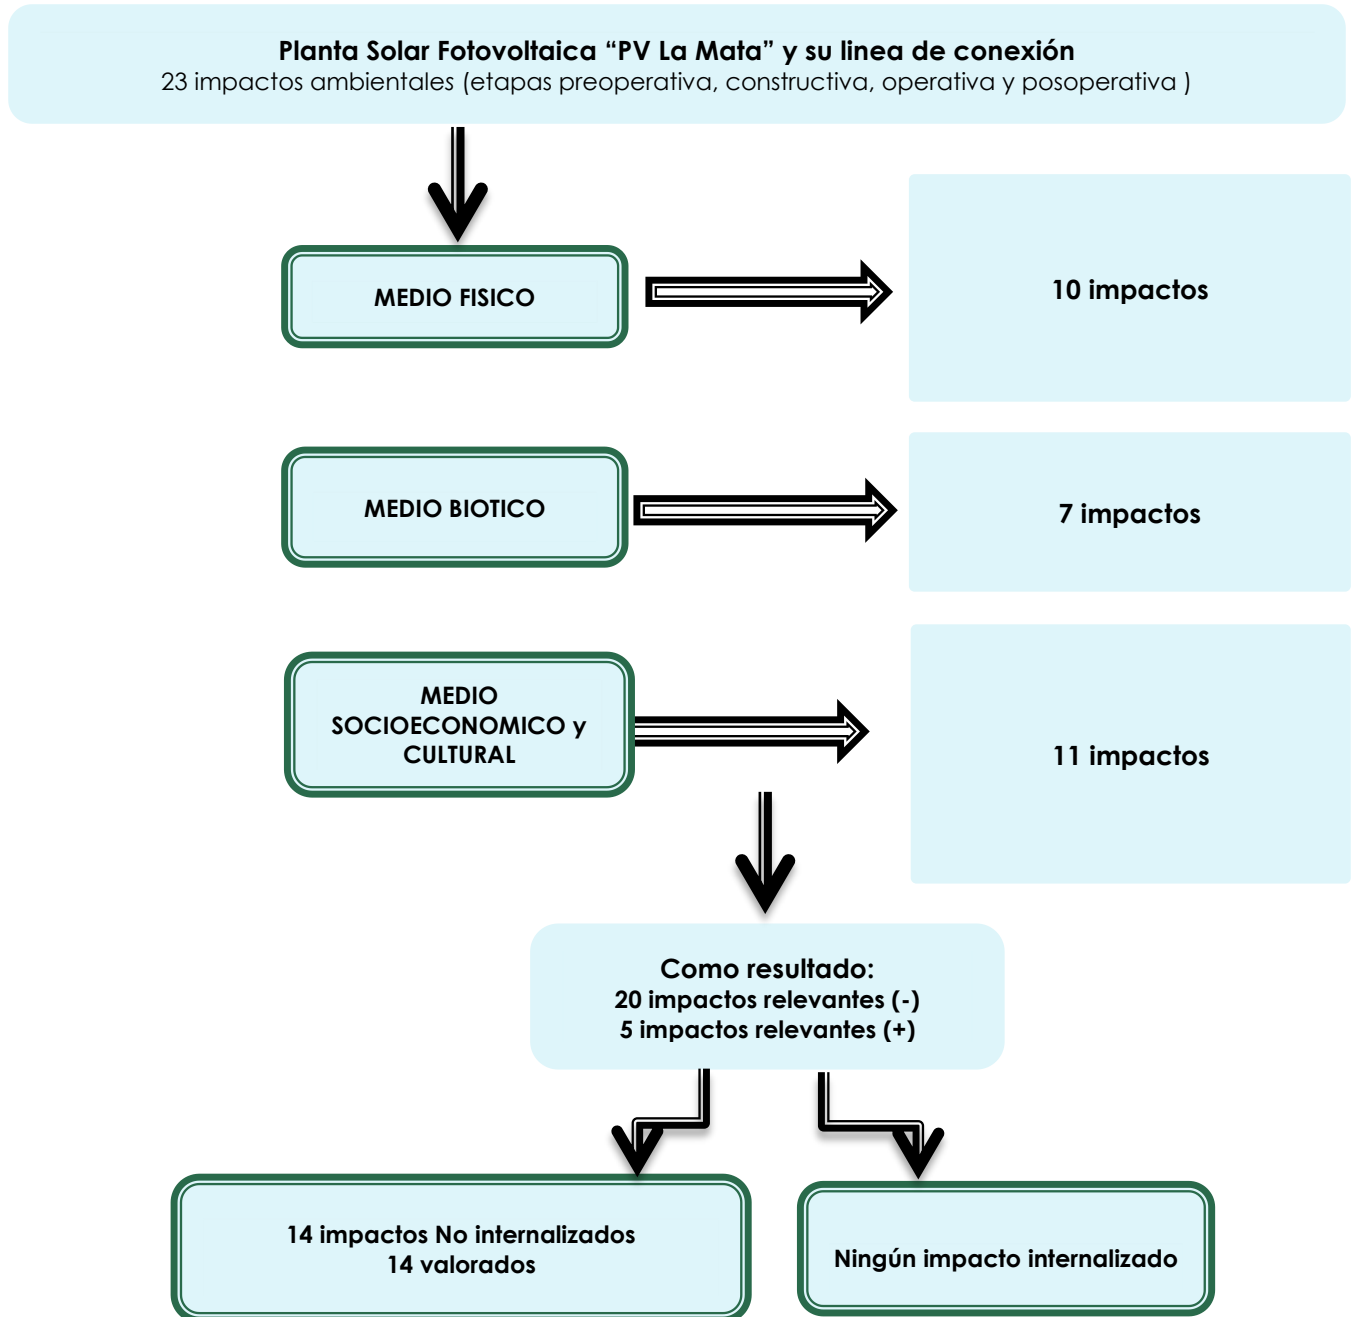 Planta Solar Fotovoltaica “PV La Mata” y su linea de conexión
23 impactos ambientales (etapas preoperativa, constructiva, operativa y posoperativa )
MEDIO FISICO
10 impactos
MEDIO BIOTICO
7 impactos
MEDIO
SOCIOECONOMICO y
CULTURAL
11 impactos
Como resultado:
20 impactos relevantes (-)
5 impactos relevantes (+)
14 impactos No internalizados
14 valorados
Ningún impacto internalizado